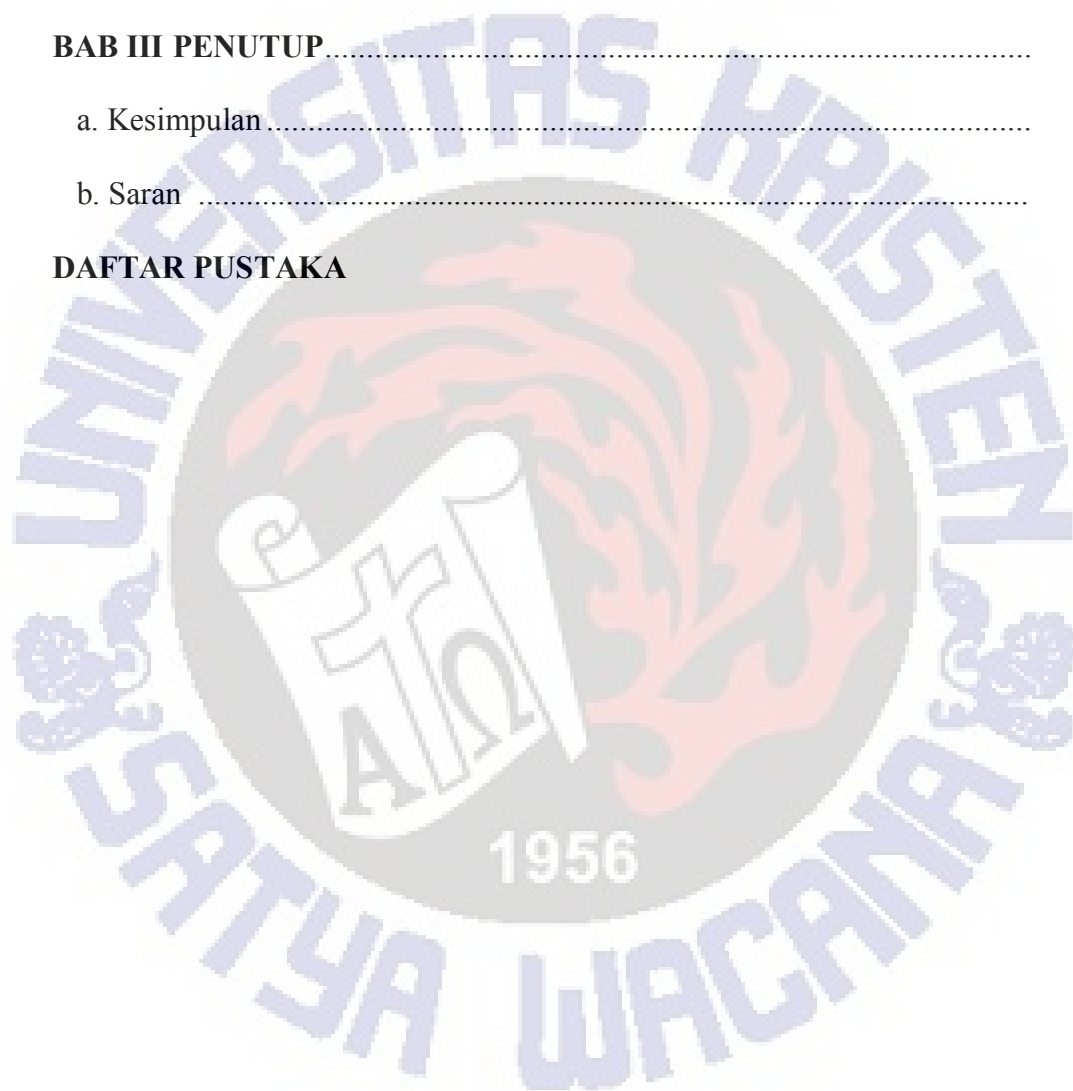 BAB III PENUTUP................................................................................
a. Kesimpulan................................................................................
b. Saran ................................................................................
DAFTAR PUSTAKA
UNIVERSITAS KRISTEN
SATYA WACANA
Α Ω
1956